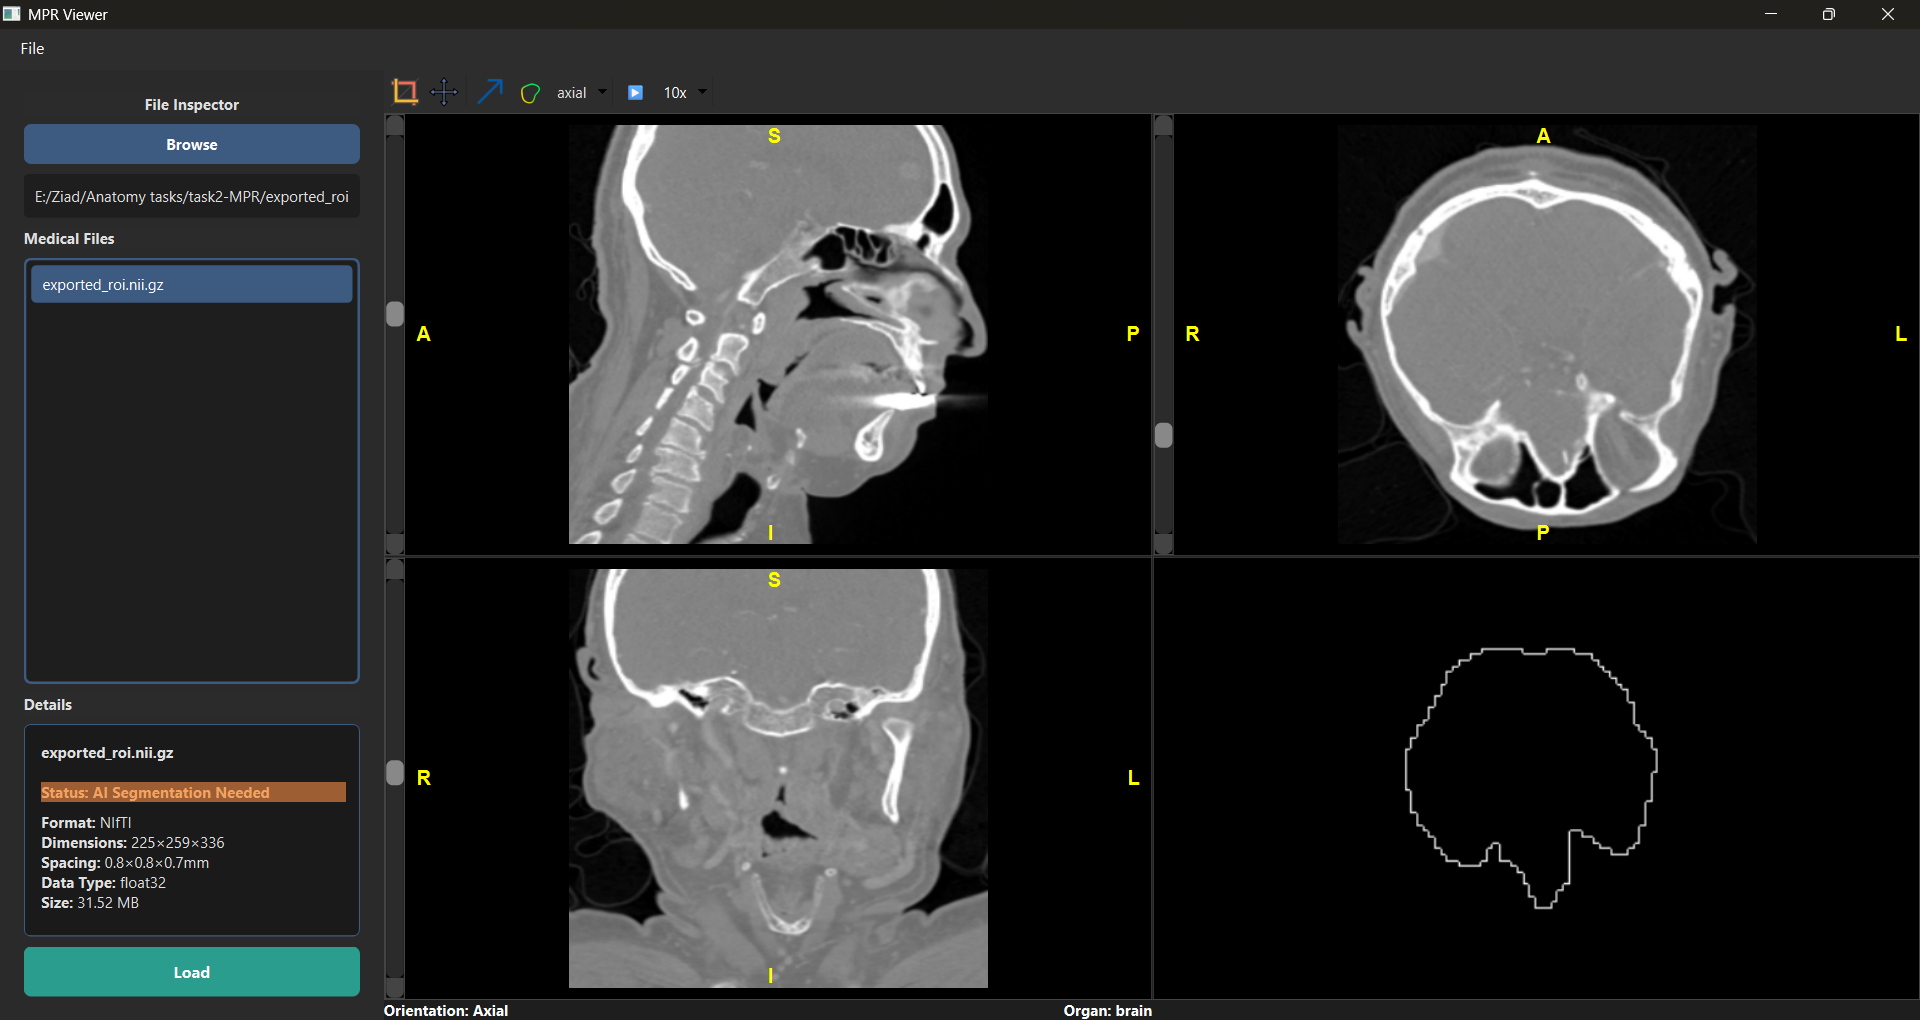 MPR Viewer
File
File Inspector
Browse
E:/Ziad/Anatomy tasks/task2-MPR/exported_roi
Medical Files
exported_roi.nii.gz
Details
exported_roi.nii.gz
Status: AI Segmentation Needed
Format: NIfTI
Dimensions: 225×259×336
Spacing: 0.8×0.8×0.7mm
Data Type: float32
Size: 31.52 MB
Load
axial
10x
S
A
P
I
A
R
L
P
S
R
L
I
Orientation: Axial
Organ: brain